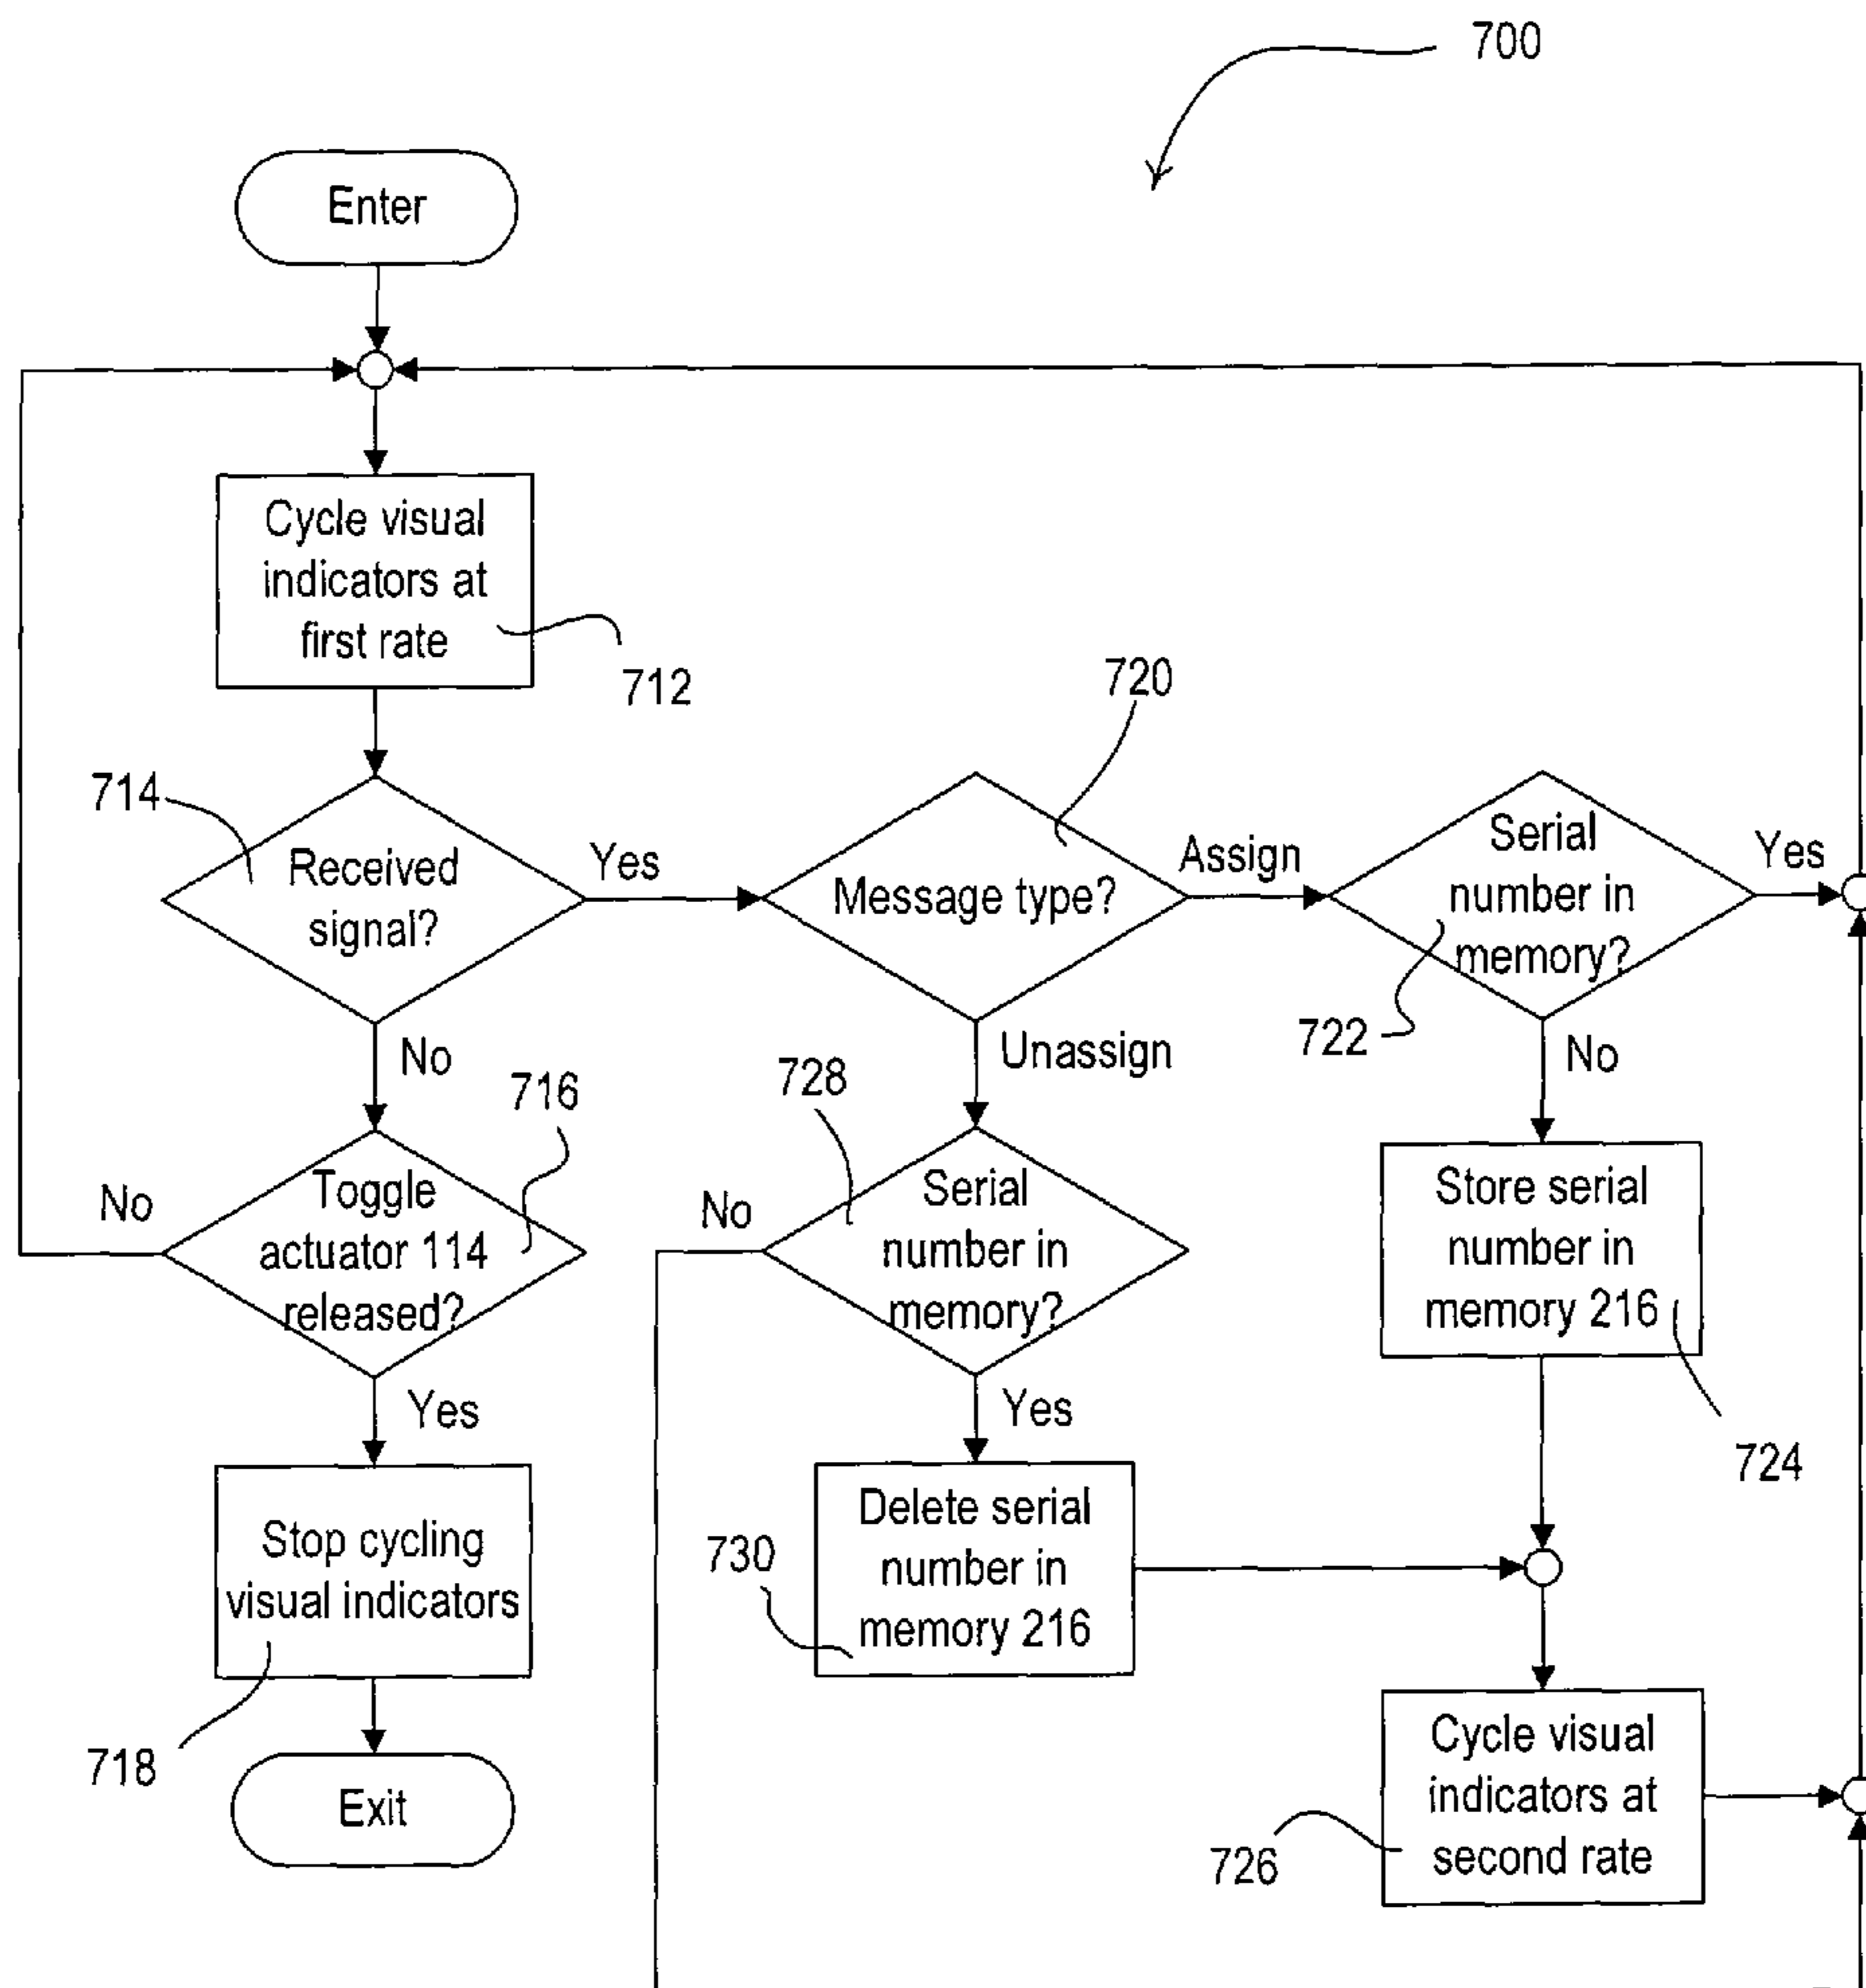 700
Enter
Cycle visual
indicators at
first rate
712
720
714
Received
signal?
Yes
Message type?
Assign
Serial
number in
memory?
Yes
722
No
Unassign
No
716
728
Toggle
actuator 114
released?
No
Yes
Serial
number in
memory?
No
Yes
Store serial
number in
memory 216
724
Stop cycling
visual indicators
718
Exit
Delete serial
number in
memory 216
730
Cycle visual
indicators at
second rate
726